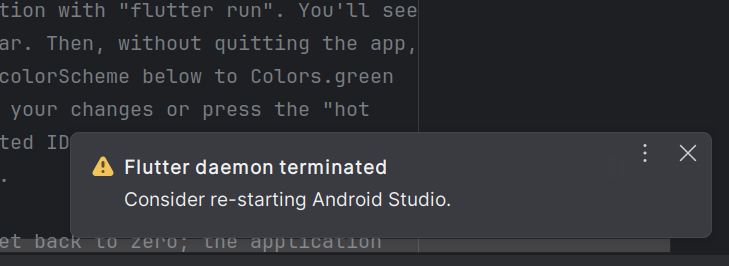 tion with "flutter run". You'll see
ar. Then, without quitting the app,
colorScheme below to Colors.green
your changes or press the "hot
ted ID
.
Flutter daemon terminated
Consider re-starting Android Studio.
et back to zero; the application